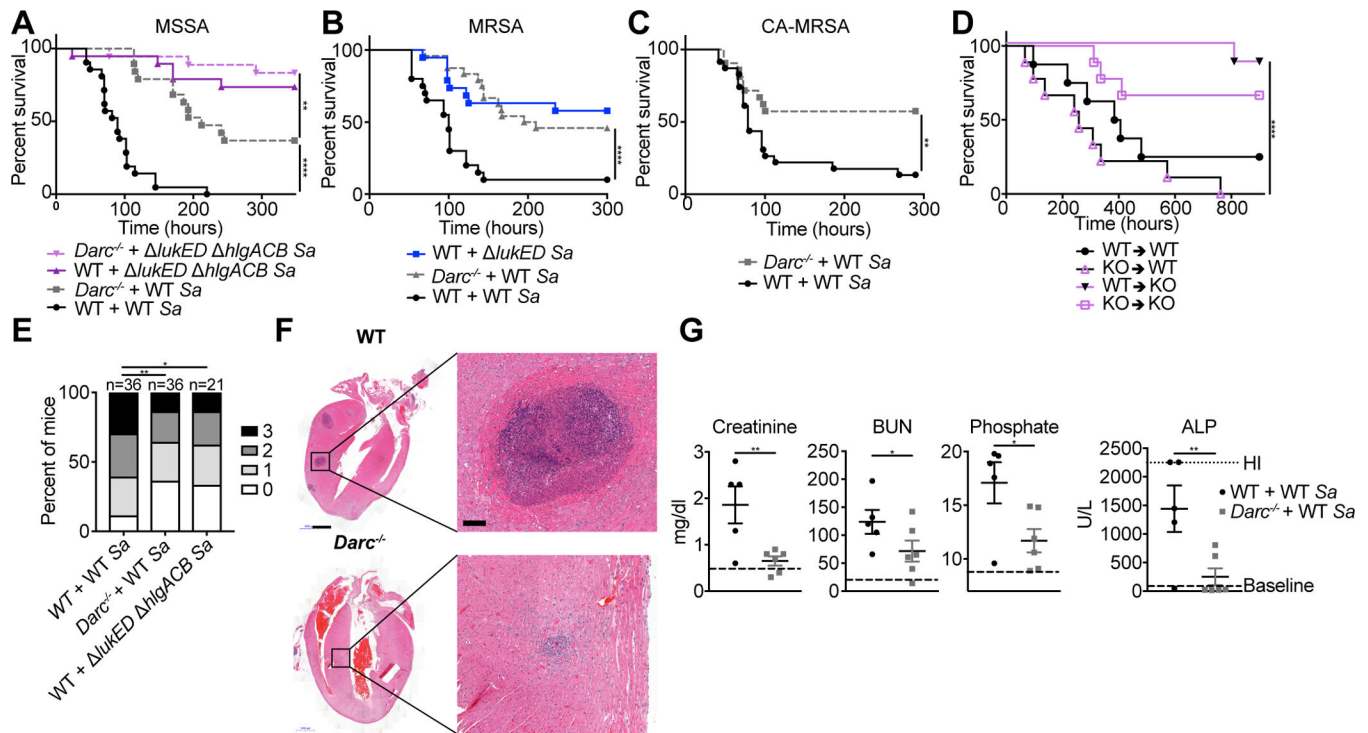 A
MSSA
Percent survival
100
50
0
0
100
200
300
Time (hours)
Darc-/- + ΔlukED ΔhlgACB Sa
WT + ΔlukED ΔhlgACB Sa
Darc-/- + WT Sa
WT + WT Sa
**
****
B
MRSA
Percent survival
100
50
0
0
100
200
300
Time (hours)
WT + ΔlukED Sa
Darc-/- + WT Sa
WT + WT Sa
****
C
CA-MRSA
Percent survival
100
50
0
0
100
200
300
Time (hours)
Darc-/- + WT Sa
WT + WT Sa
**
D
Percent survival
100
50
0
0
200
400
600
800
Time (hours)
WT➔WT
KO➔WT
WT➔KO
KO➔KO
****
E
Percent of mice
100
50
0
*
**
n=36
n=36
n=21
3
2
1
0
WT + WT Sa
Darc-/- + WT Sa
WT + ΔlukED ΔhlgACB Sa
F
WT
Darc-/-
G
Creatinine
mg/dl
3
2
1
0
**
BUN
250
200
150
100
50
0
*
Phosphate
20
15
10
*
ALP
U/L
2500
2000
1500
1000
500
0
**
HI
WT + WT Sa
Darc-/- + WT Sa
Baseline